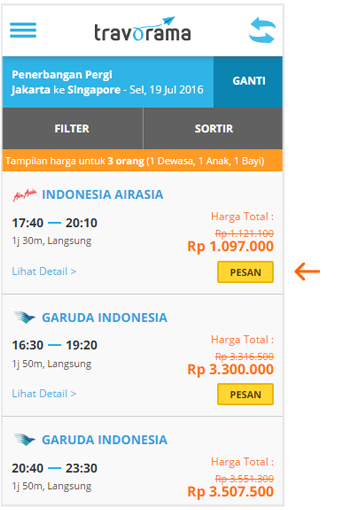 travorama
Penerbangan Pergi
Jakarta ke Singapore - Sel, 19 Jul 2016
GANTI
FILTER
SORTIR
Tampilan harga untuk 3 orang (1 Dewasa, 1 Anak, 1 Bayi)
AirAsia
INDONESIA AIRASIA
Harga Total :
17:40 — 20:10
Rp 1.121.100
1j 30m, Langsung
Rp 1.097.000
Lihat Detail >
PESAN
GARUDA INDONESIA
Harga Total :
16:30 — 19:20
Rp 3.316.500
1j 50m, Langsung
Rp 3.300.000
Lihat Detail >
PESAN
GARUDA INDONESIA
Harga Total :
20:40 — 23:30
Rp 3.551.300
1j 50m, Langsung
Rp 3.507.500